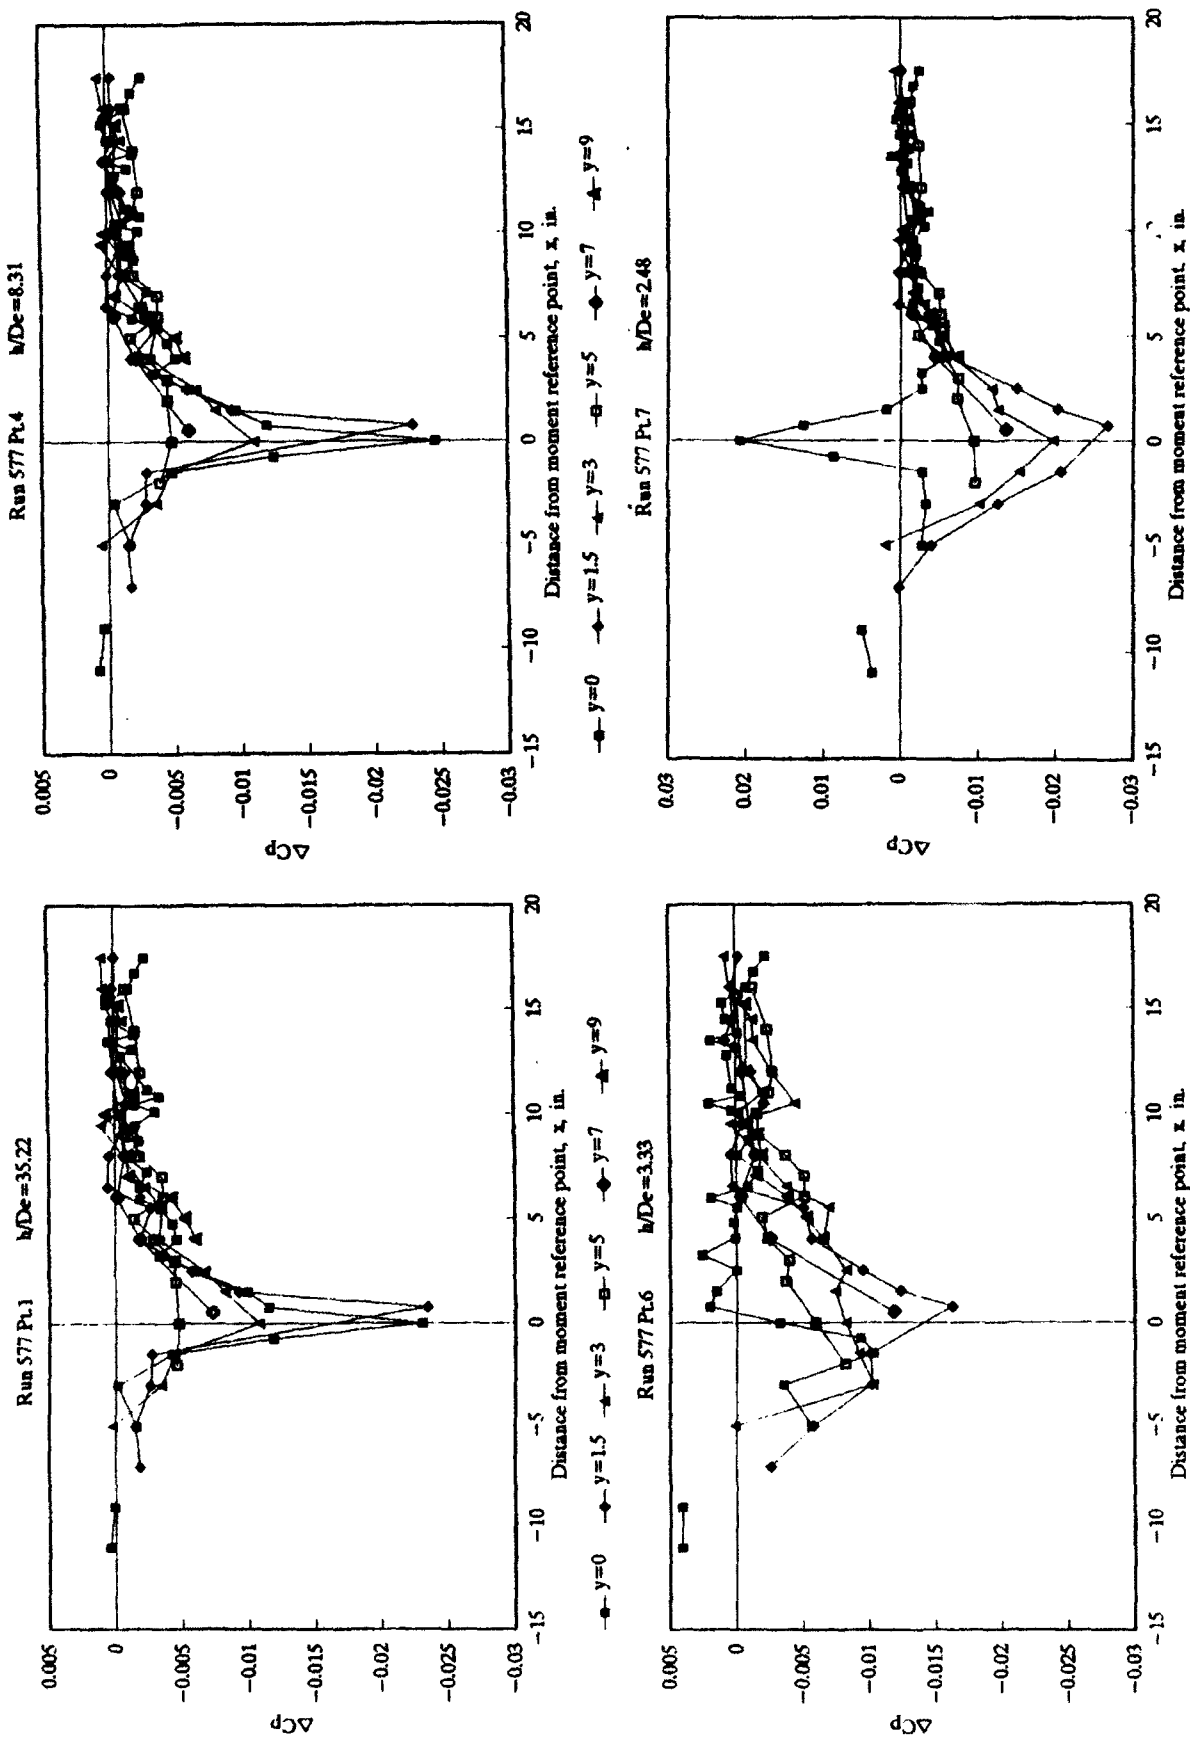 Run 577 Pt.1 h/De=35.22
ΔCp
0.005
0
−0.005
−0.01
−0.015
−0.02
−0.025
−0.03
−15 −10 −5 0 5 10 15 20
Distance from moment reference point, x, in.
Run 577 Pt.4 h/De=8.31
ΔCp
0.005
0
−0.005
−0.01
−0.015
−0.02
−0.025
−0.03
−15 −10 −5 0 5 10 15 20
Distance from moment reference point, x, in.
y=0 y=1.5 y=3 y=5 y=7 y=9
y=0 y=1.5 y=3 y=5 y=7 y=9
Run 577 Pt.6 h/De=3.33
ΔCp
0.005
0
−0.005
−0.01
−0.015
−0.02
−0.025
−0.03
−15 −10 −5 0 5 10 15 20
Distance from moment reference point, x, in.
Run 577 Pt.7 h/De=2.48
ΔCp
0.03
0.02
0.01
0
−0.01
−0.02
−0.03
−15 −10 −5 0 5 15 20
Distance from moment reference point, x, in.